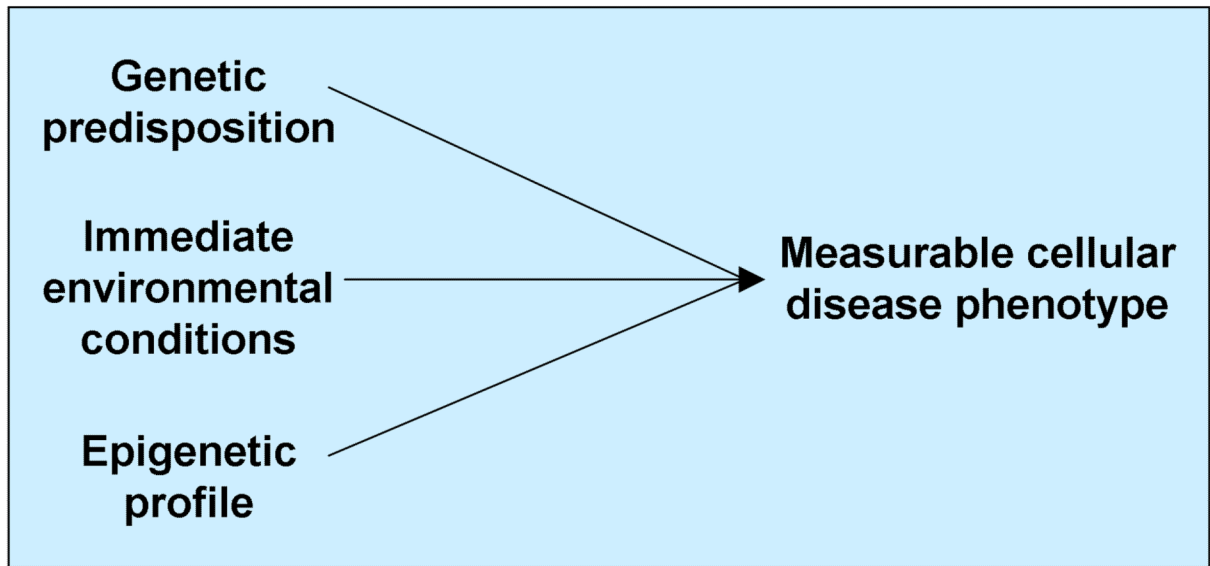 Genetic
predisposition
Immediate
environmental
conditions
Epigenetic
profile
Measurable cellular
disease phenotype